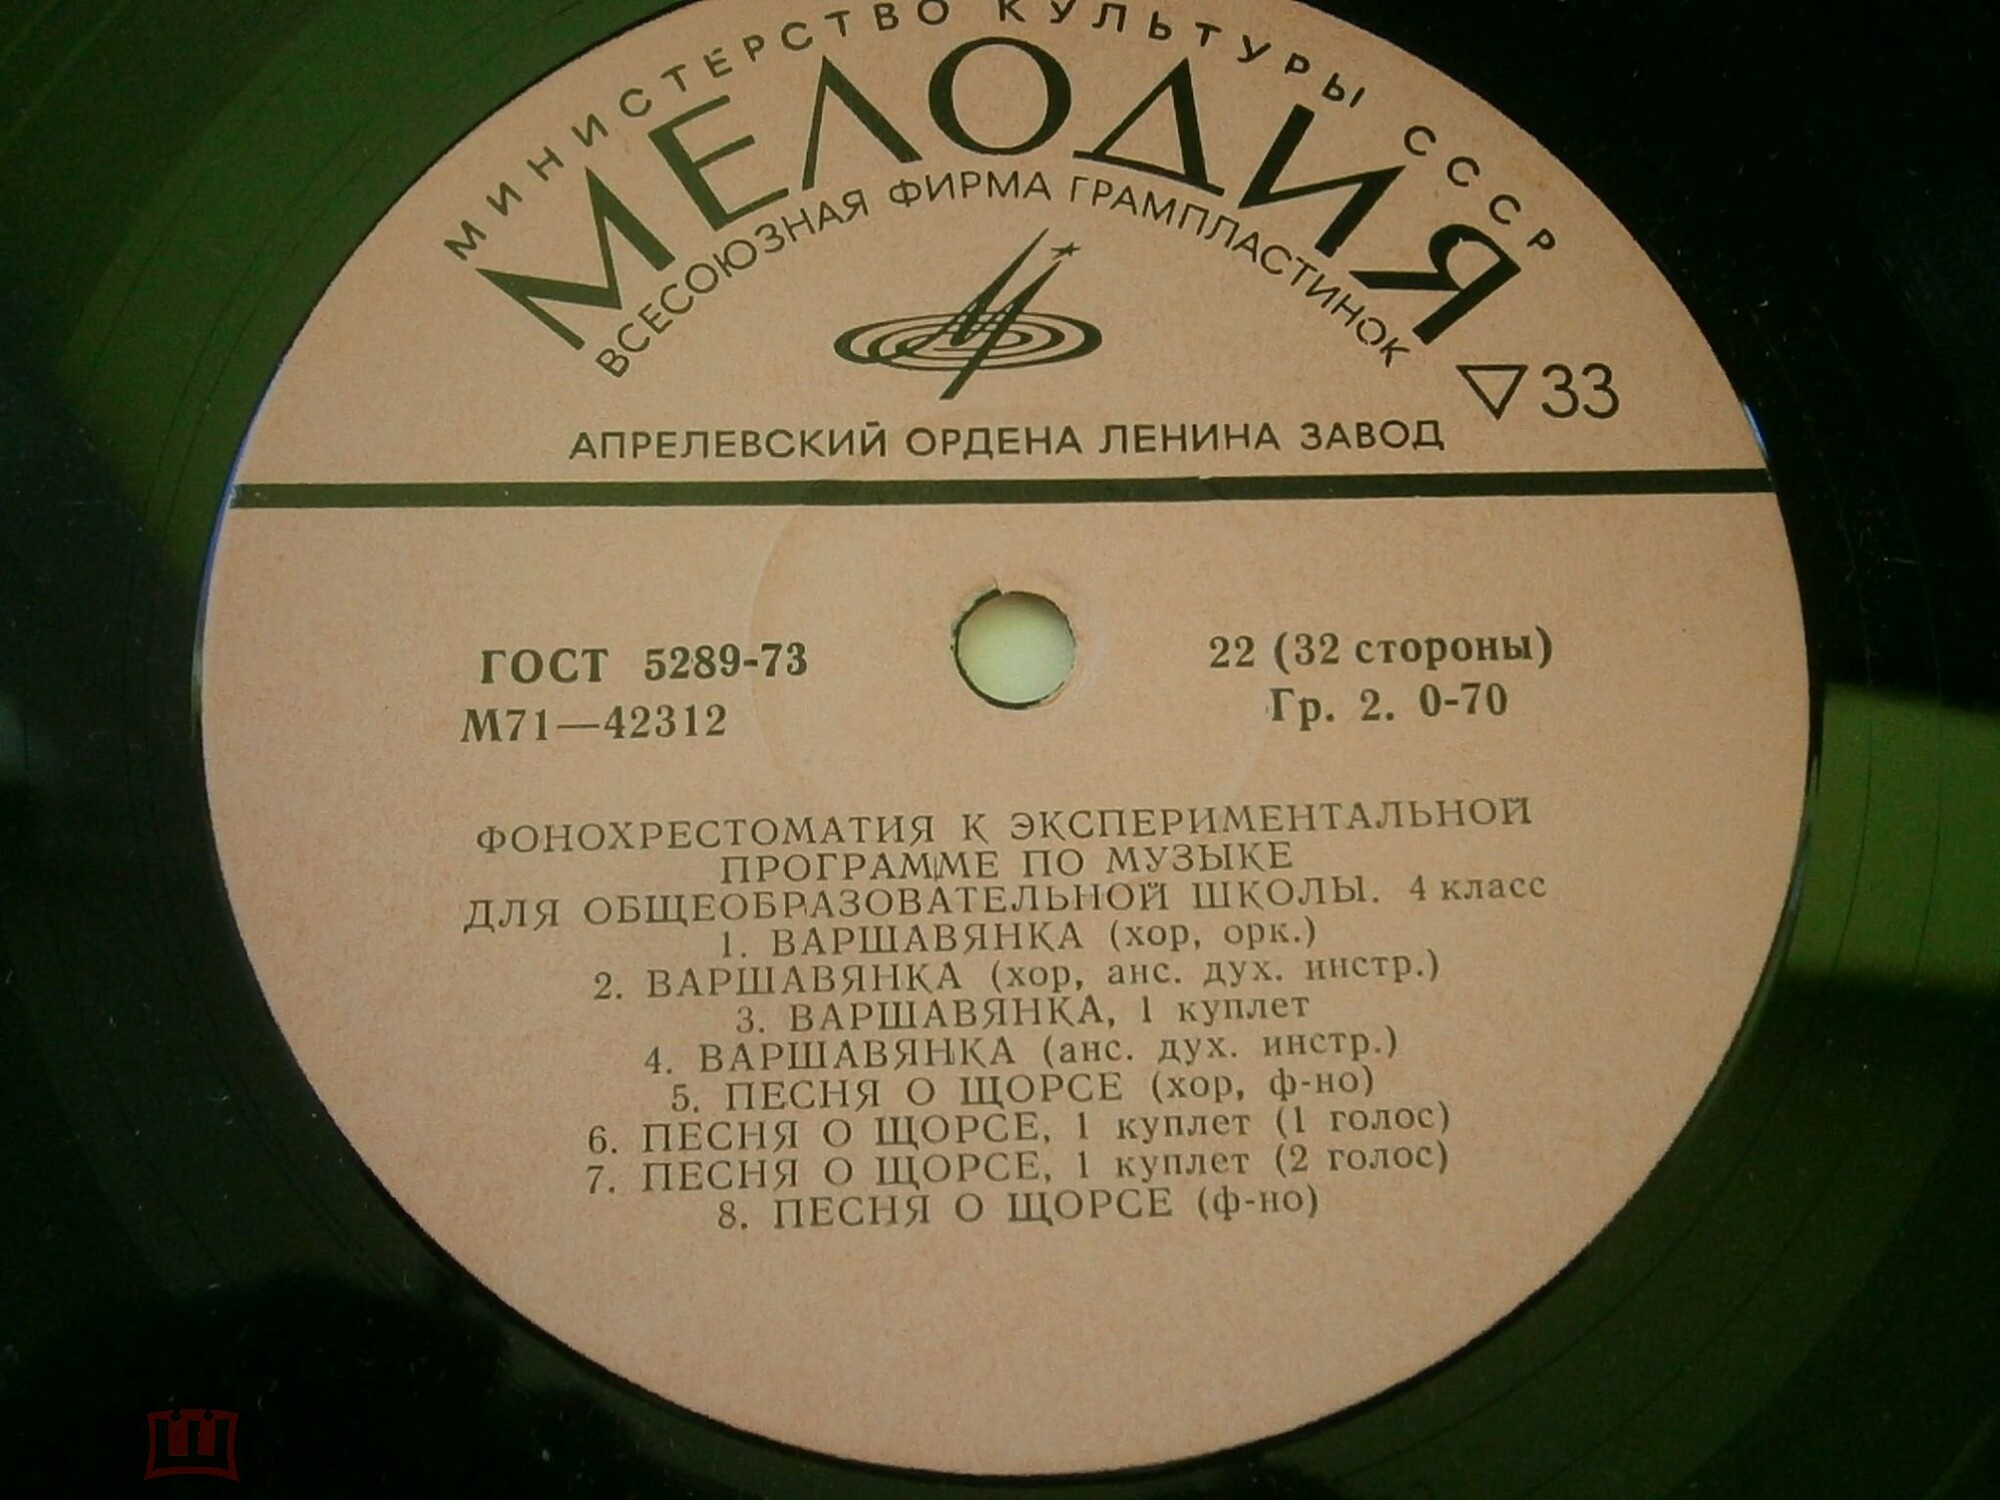 МИНИСТЕРСТВО КУЛЬТУРЫ СССР
МЕЛОДИЯ
ВСЕСОЮЗНАЯ ФИРМА ГРАМПЛАСТИНОК
33
АПРЕЛЕВСКИЙ ОРДЕНА ЛЕНИНА ЗАВОД
ГОСТ 5289-73
М71—42312
22 (32 стороны)
Гр. 2. 0-70
ФОНОХРЕСТОМАТИЯ К ЭКСПЕРИМЕНТАЛЬНОЙ
ПРОГРАММЕ ПО МУЗЫКЕ
ДЛЯ ОБЩЕОБРАЗОВАТЕЛЬНОЙ ШКОЛЫ. 4 класс
1. ВАРШАВЯНКА (хор, орк.)
2. ВАРШАВЯНКА (хор, анс. дух. инстр.)
3. ВАРШАВЯНКА, 1 куплет
4. ВАРШАВЯНКА (анс. дух. инстр.)
5. ПЕСНЯ О ЩОРСЕ (хор, ф-но)
6. ПЕСНЯ О ЩОРСЕ, 1 куплет (1 голос)
7. ПЕСНЯ О ЩОРСЕ, 1 куплет (2 голос)
8. ПЕСНЯ О ЩОРСЕ (ф-но)